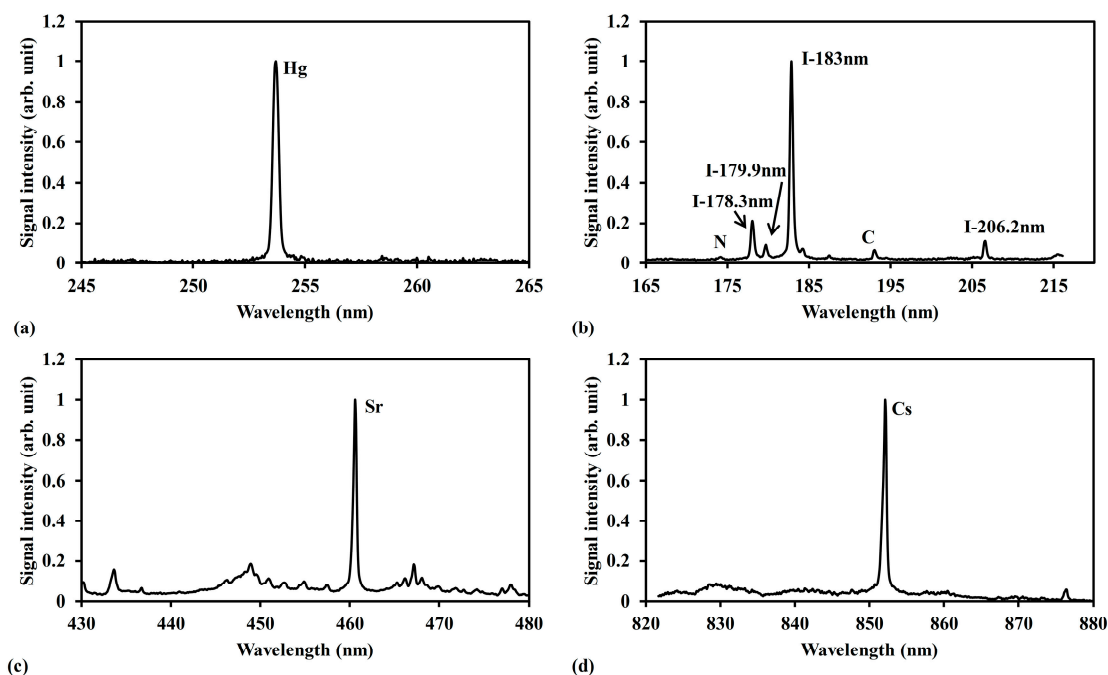 (a)
Signal intensity (arb. unit)
1.2
1
0.8
0.6
0.4
0.2
0
Hg
245 250 255 260 265
Wavelength (nm)
(b)
Signal intensity (arb. unit)
1.2
1
0.8
0.6
0.4
0.2
0
I-183nm
I-179.9nm
I-178.3nm
N
C
I-206.2nm
165 175 185 195 205 215
Wavelength (nm)
(c)
Signal intensity (arb. unit)
1.2
1
0.8
0.6
0.4
0.2
0
Sr
430 440 450 460 470 480
Wavelength (nm)
(d)
Signal intensity (arb. unit)
1.2
1
0.8
0.6
0.4
0.2
0
Cs
820 830 840 850 860 870 880
Wavelength (nm)